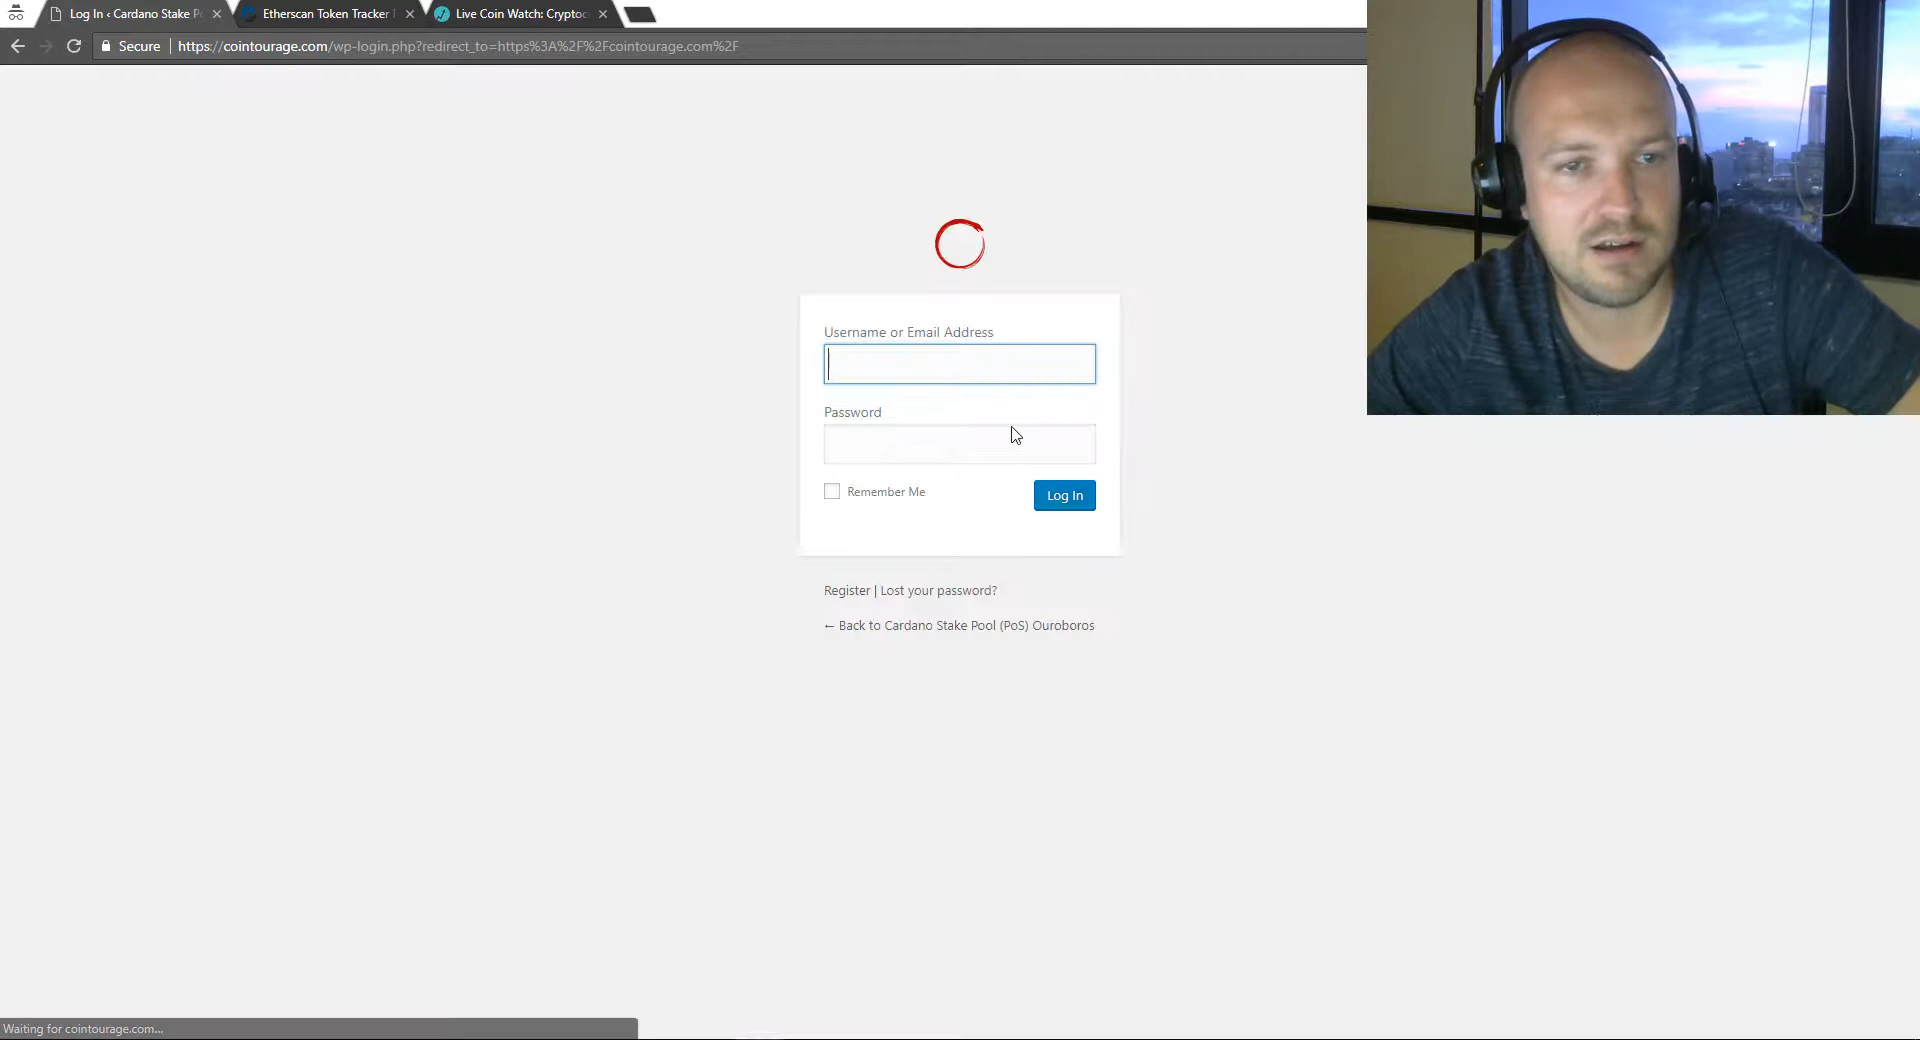 Log In ‹ Cardano Stake P
Etherscan Token Tracker
Live Coin Watch: Cryptoc
Secure
https://cointourage.com/wp-login.php?redirect_to=https%3A%2F%2Fcointourage.com%2F
Username or Email Address
Password
Remember Me
Log In
Register | Lost your password?
← Back to Cardano Stake Pool (PoS) Ouroboros
Waiting for cointourage.com...